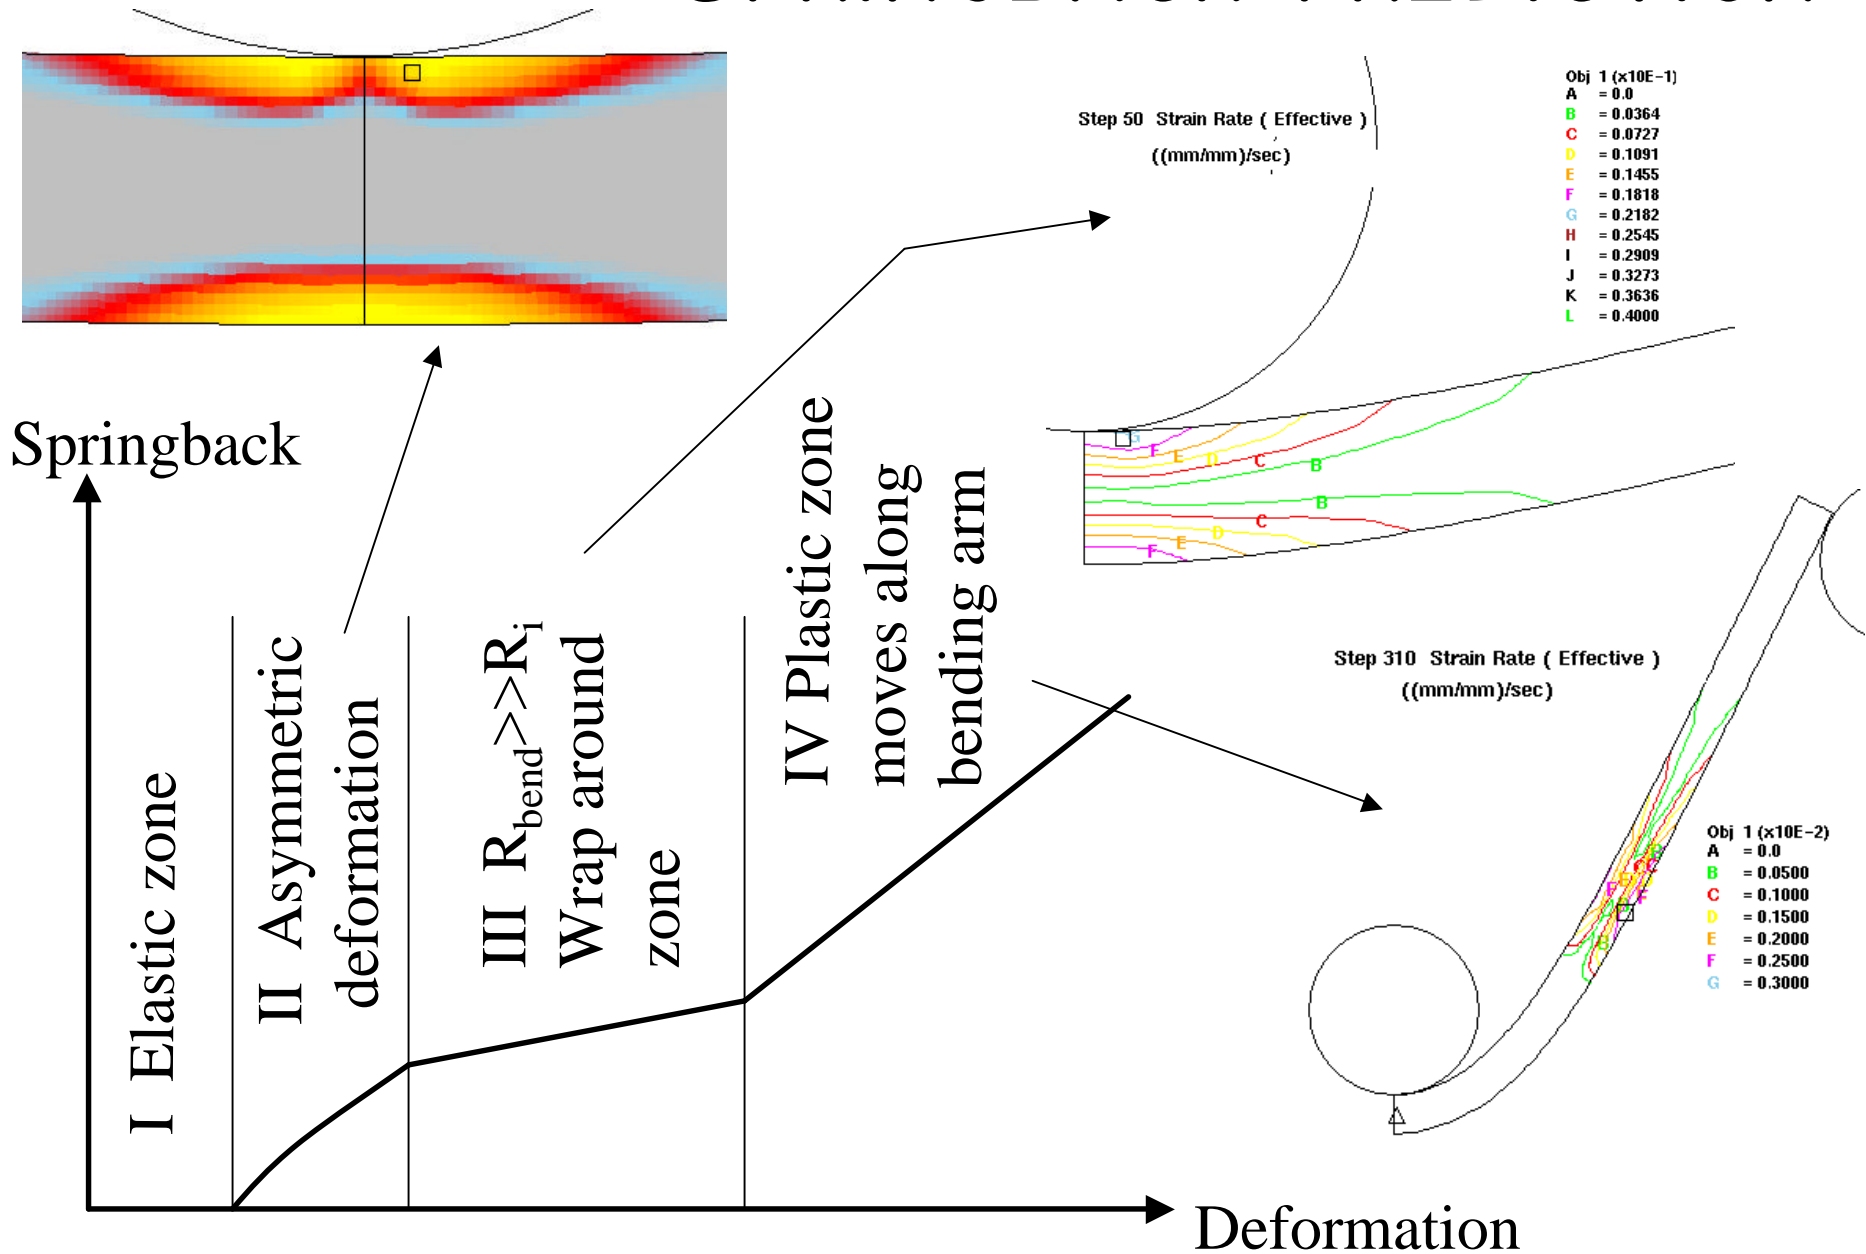 SPRINGBACK PREDICTION
Step 50 Strain Rate ( Effective )
((mm/mm)/sec)
Obj 1 (x10E-1)
A = 0.0
B = 0.0364
C = 0.0727
D = 0.1091
E = 0.1455
F = 0.1818
G = 0.2182
H = 0.2545
I = 0.2909
J = 0.3273
K = 0.3636
L = 0.4000
G
F
E
D
C
B
B
C
D
E
F
Springback
I Elastic zone
II Asymmetric
deformation
III R_bend>>>R_i
Wrap around
zone
IV Plastic zone
moves along
bending arm
Step 310 Strain Rate ( Effective )
((mm/mm)/sec)
Obj 1 (x10E-2)
A = 0.0
B = 0.0500
C = 0.1000
D = 0.1500
E = 0.2000
F = 0.2500
G = 0.3000
B
C C
E
F
F
B
Deformation